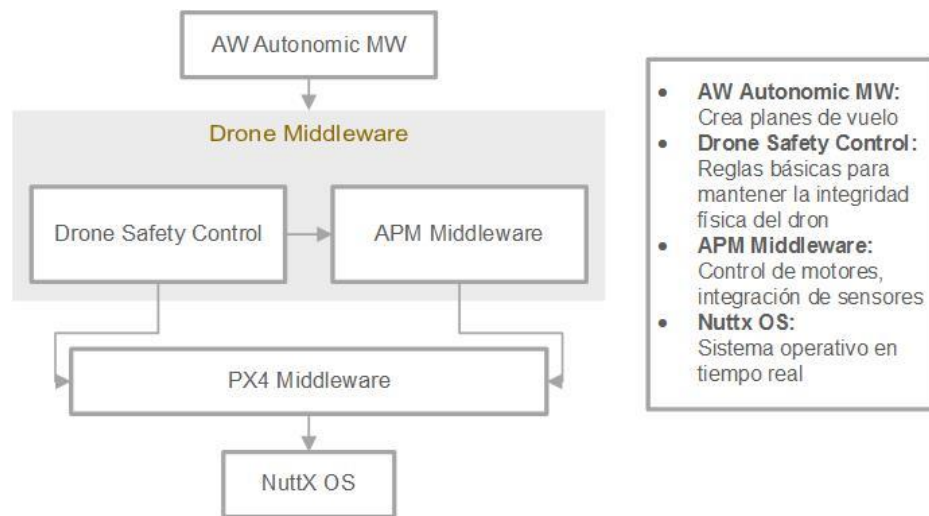 AW Autonomic MW
Drone Middleware
Drone Safety Control
APM Middleware
PX4 Middleware
NuttX OS
• AW Autonomic MW:
Crea planes de vuelo
• Drone Safety Control:
Reglas básicas para
mantener la integridad
física del dron
• APM Middleware:
Control de motores,
integración de sensores
• Nuttx OS:
Sistema operativo en
tiempo real